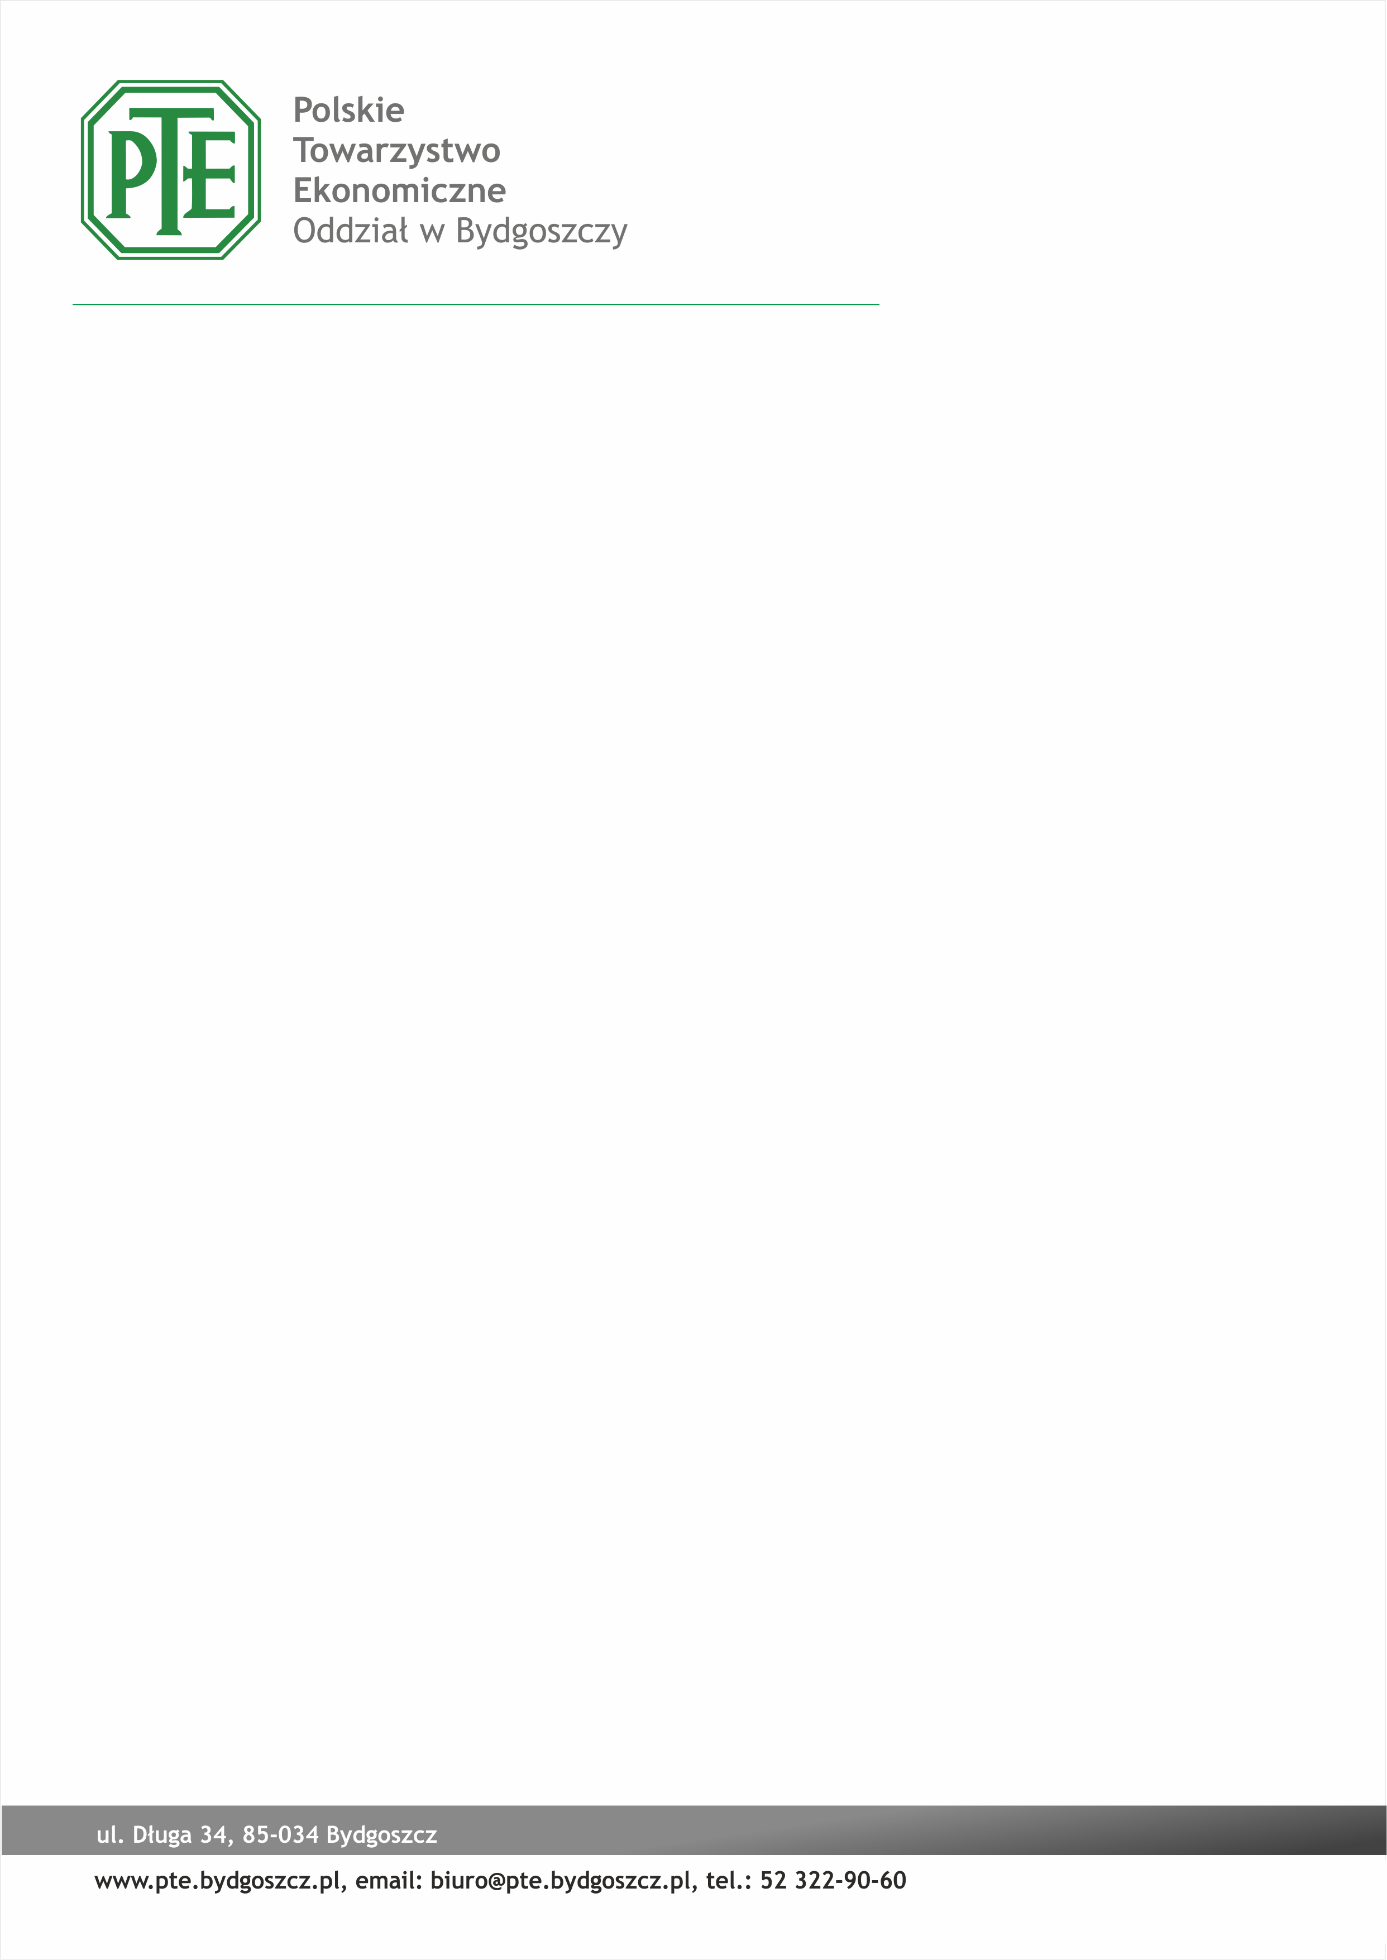 PTE
Polskie
Towarzystwo
Ekonomiczne
Oddział w Bydgoszczy
ul. Długa 34, 85-034 Bydgoszcz
www.pte.bydgoszcz.pl, email: biuro@pte.bydgoszcz.pl, tel.: 52 322-90-60